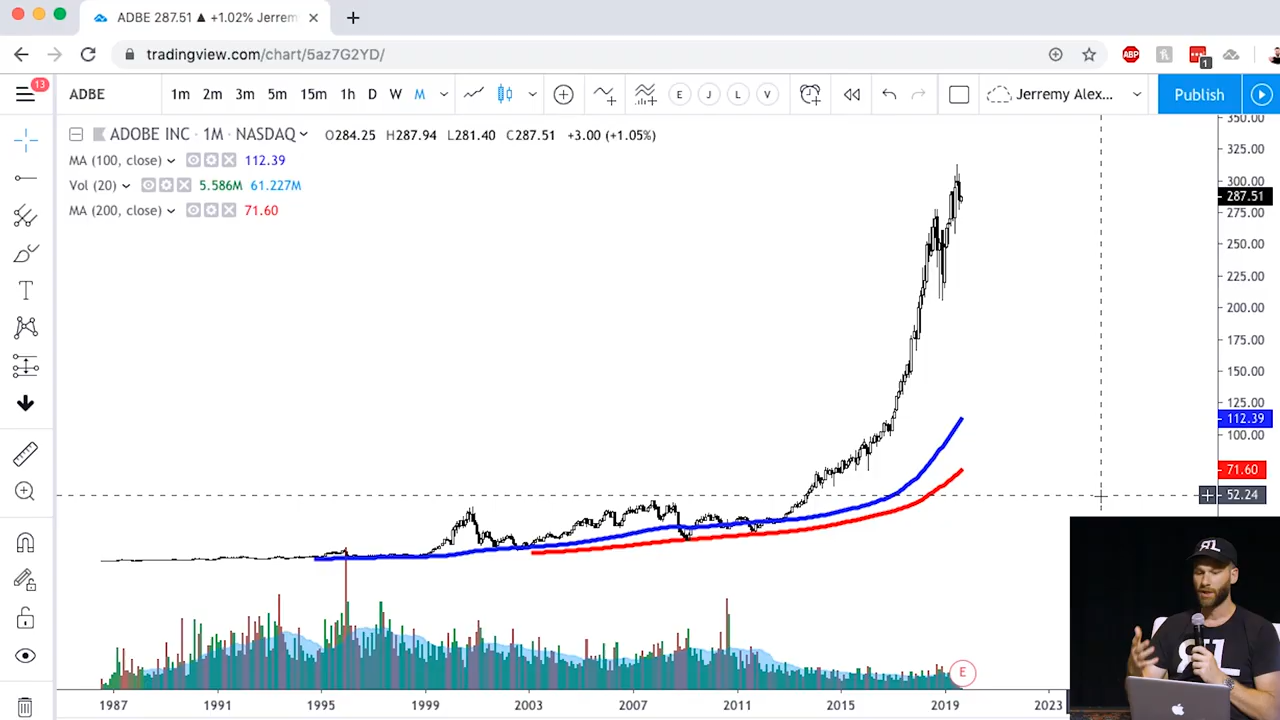 ADBE 287.51 ▲ +1.02% Jerrem
tradingview.com/chart/5az7G2YD/
ABP
1
13
ADBE 1m 2m 3m 5m 15m 1h D W M E J L V Jerremy Alex... Publish
ADOBE INC · 1M · NASDAQ O284.25 H287.94 L281.40 C287.51 +3.00 (+1.05%)
MA (100, close) 112.39
Vol (20) 5.586M 61.227M
MA (200, close) 71.60
350.00
325.00
300.00
287.51
275.00
250.00
225.00
200.00
175.00
150.00
125.00
112.39
100.00
71.60
52.24
T
E
1987 1991 1995 1999 2003 2007 2011 2015 2019 2023